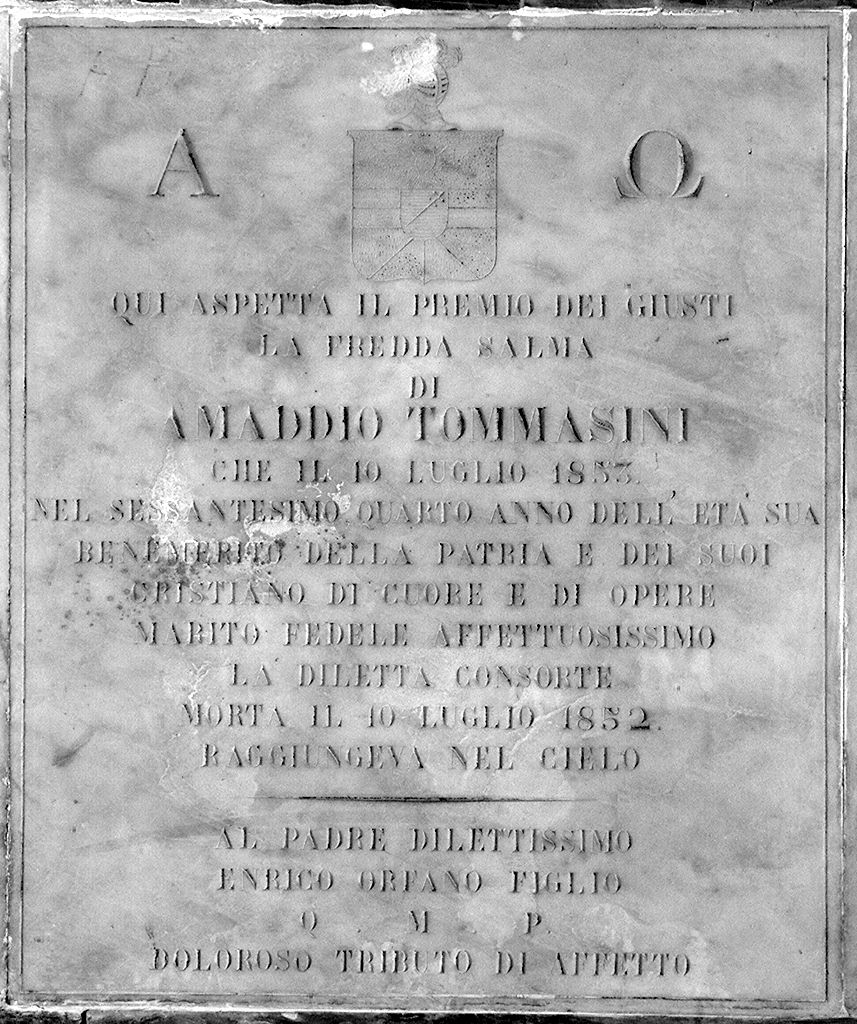 Α Ω
QUI ASPETTA IL PREMIO DEI GIUSTI
LA FREDDA SALMA
DI
AMADDIO TOMMASINI
CHE IL 10 LUGLIO 1853.
NEL SESSANTESIMO QUARTO ANNO DELL' ETÀ SUA
BENEMERITO DELLA PATRIA E DEI SUOI
CRISTIANO DI CUORE E DI OPERE
MARITO FEDELE AFFETTUOSISSIMO
LA DILETTA CONSORTE
MORTA IL 10 LUGLIO 1852.
RAGGIUNGEVA NEL CIELO
AL PADRE DILETTISSIMO
ENRICO ORFANO FIGLIO
Q. M. P.
DOLOROSO TRIBUTO DI AFFETTO